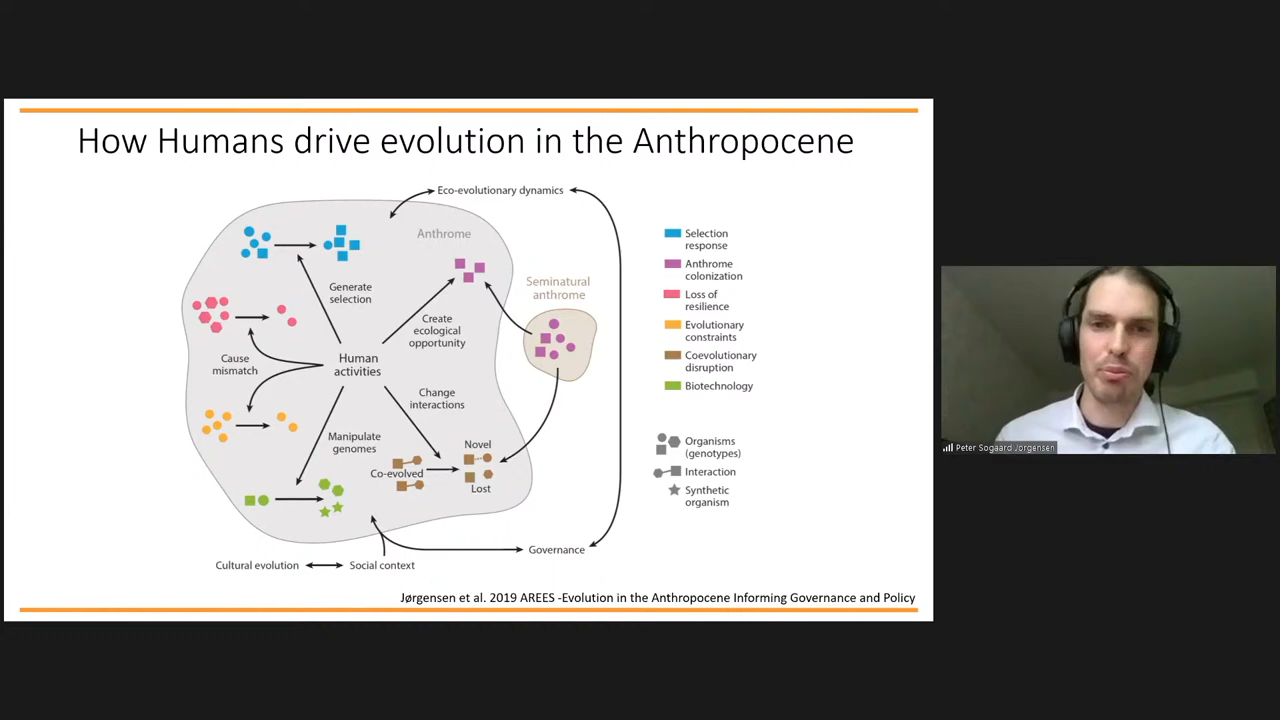 How Humans drive evolution in the Anthropocene
Eco-evolutionary dynamics
Anthrome
Generate
selection
Create
ecological
opportunity
Seminatural
anthrome
Cause
mismatch
Human
activities
Change
interactions
Manipulate
genomes
Co-evolved
Novel
Lost
Cultural evolution
Social context
Governance
Selection
response
Anthrome
colonization
Loss of
resilience
Evolutionary
constraints
Coevolutionary
disruption
Biotechnology
Organisms
(genotypes)
Interaction
Synthetic
organism
Jørgensen et al. 2019 AREES -Evolution in the Anthropocene Informing Governance and Policy
Peter Sogaard Jorgensen